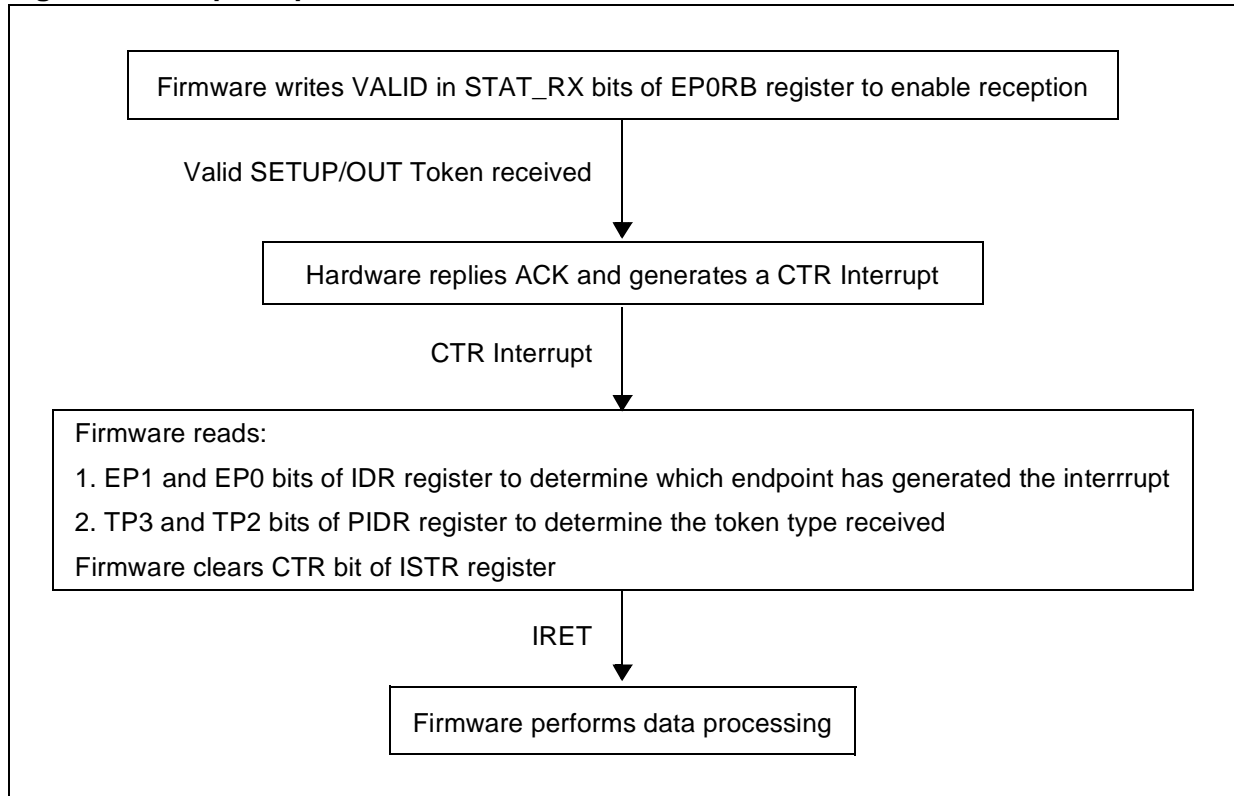 Firmware writes VALID in STAT_RX bits of EP0RB register to enable reception
Valid SETUP/OUT Token received
Hardware replies ACK and generates a CTR Interrupt
CTR Interrupt
Firmware reads:
1. EP1 and EP0 bits of IDR register to determine which endpoint has generated the interrrupt
2. TP3 and TP2 bits of PIDR register to determine the token type received
Firmware clears CTR bit of ISTR register
IRET
Firmware performs data processing